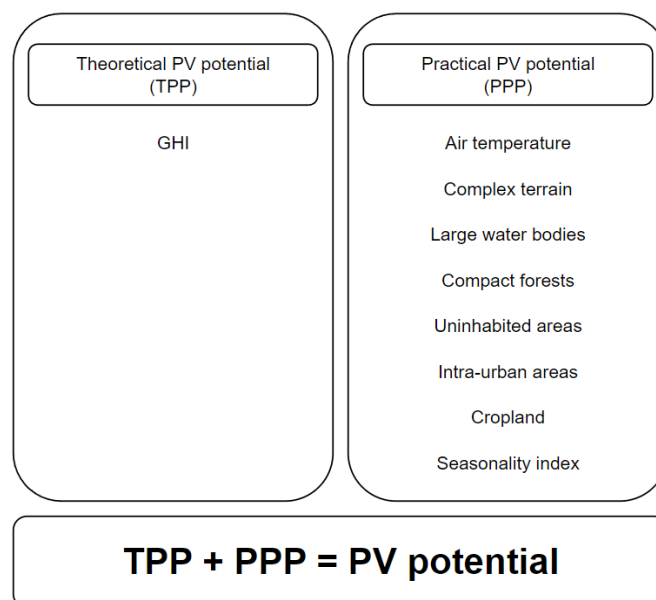 Theoretical PV potential
(TPP)
GHI
Practical PV potential
(PPP)
Air temperature
Complex terrain
Large water bodies
Compact forests
Uninhabited areas
Intra-urban areas
Cropland
Seasonality index
TPP + PPP = PV potential